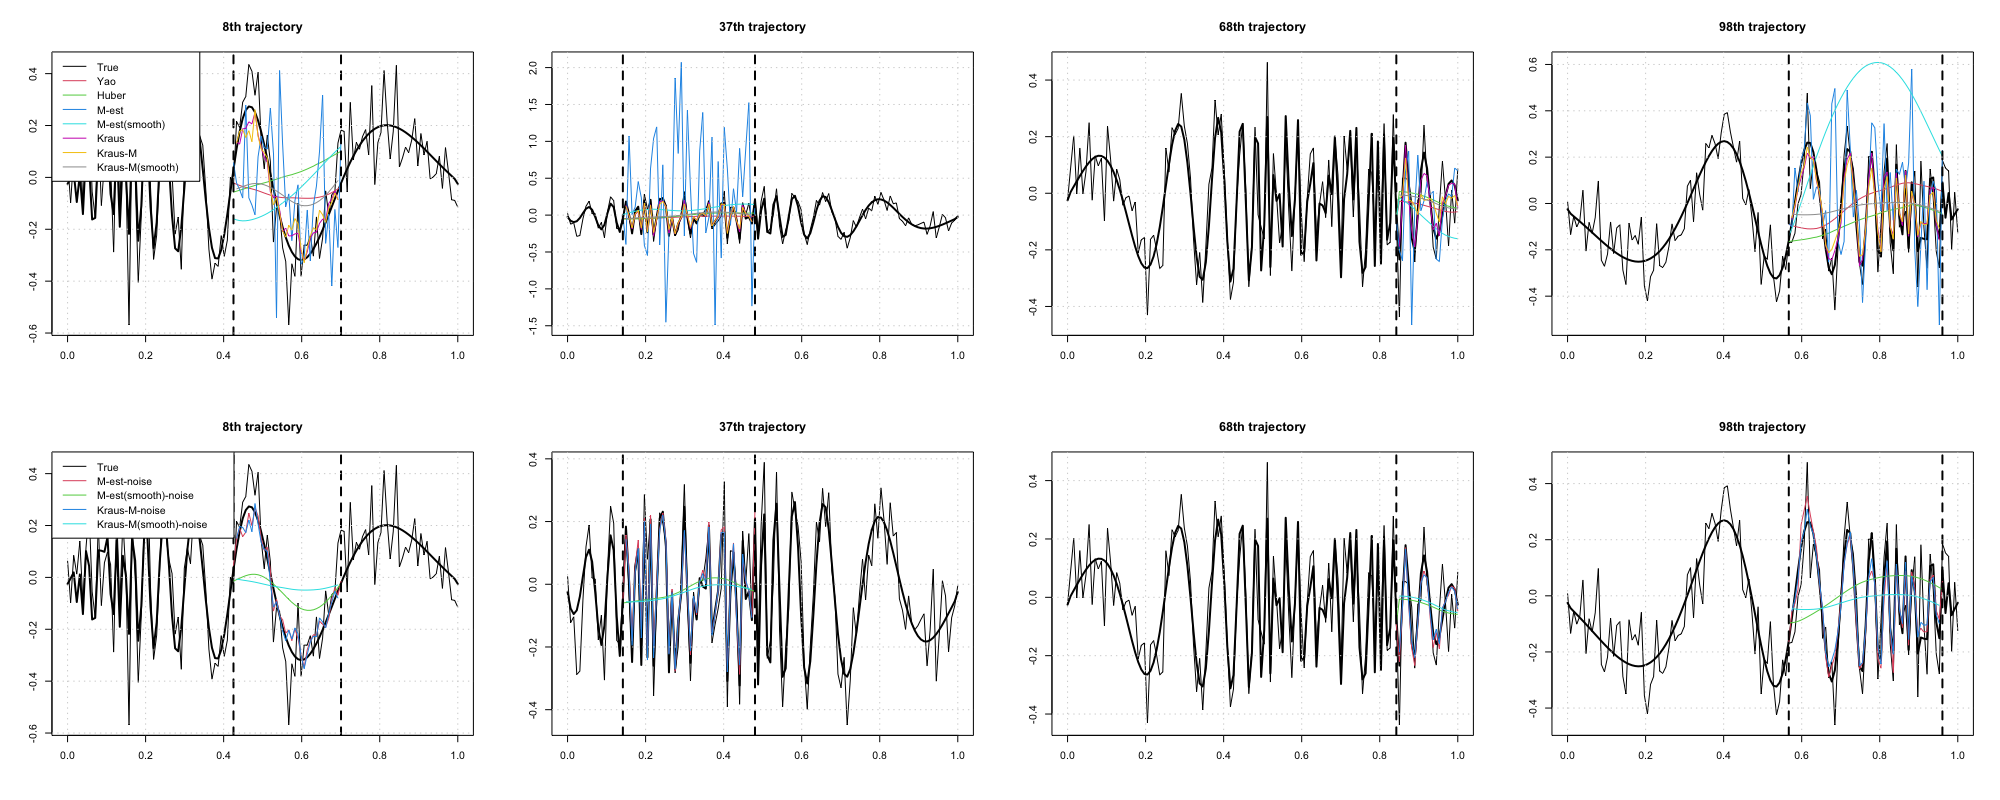 8th trajectory
True
Yao
Huber
M-est
M-est(smooth)
Kraus
Kraus-M
Kraus-M(smooth)
0.4
0.2
0.0
-0.2
-0.4
-0.6
0.0 0.2 0.4 0.6 0.8 1.0
37th trajectory
2.0
1.5
1.0
0.5
0.0
-0.5
-1.0
-1.5
0.0 0.2 0.4 0.6 0.8 1.0
68th trajectory
0.4
0.2
0.0
-0.2
-0.4
0.0 0.2 0.4 0.6 0.8 1.0
98th trajectory
0.6
0.4
0.2
0.0
-0.2
-0.4
0.0 0.2 0.4 0.6 0.8 1.0
8th trajectory
True
M-est-noise
M-est(smooth)-noise
Kraus-M-noise
Kraus-M(smooth)-noise
0.4
0.2
0.0
-0.2
-0.4
-0.6
0.0 0.2 0.4 0.6 0.8 1.0
37th trajectory
0.4
0.2
0.0
-0.2
-0.4
0.0 0.2 0.4 0.6 0.8 1.0
68th trajectory
0.4
0.2
0.0
-0.2
-0.4
0.0 0.2 0.4 0.6 0.8 1.0
98th trajectory
0.4
0.2
0.0
-0.2
-0.4
0.0 0.2 0.4 0.6 0.8 1.0